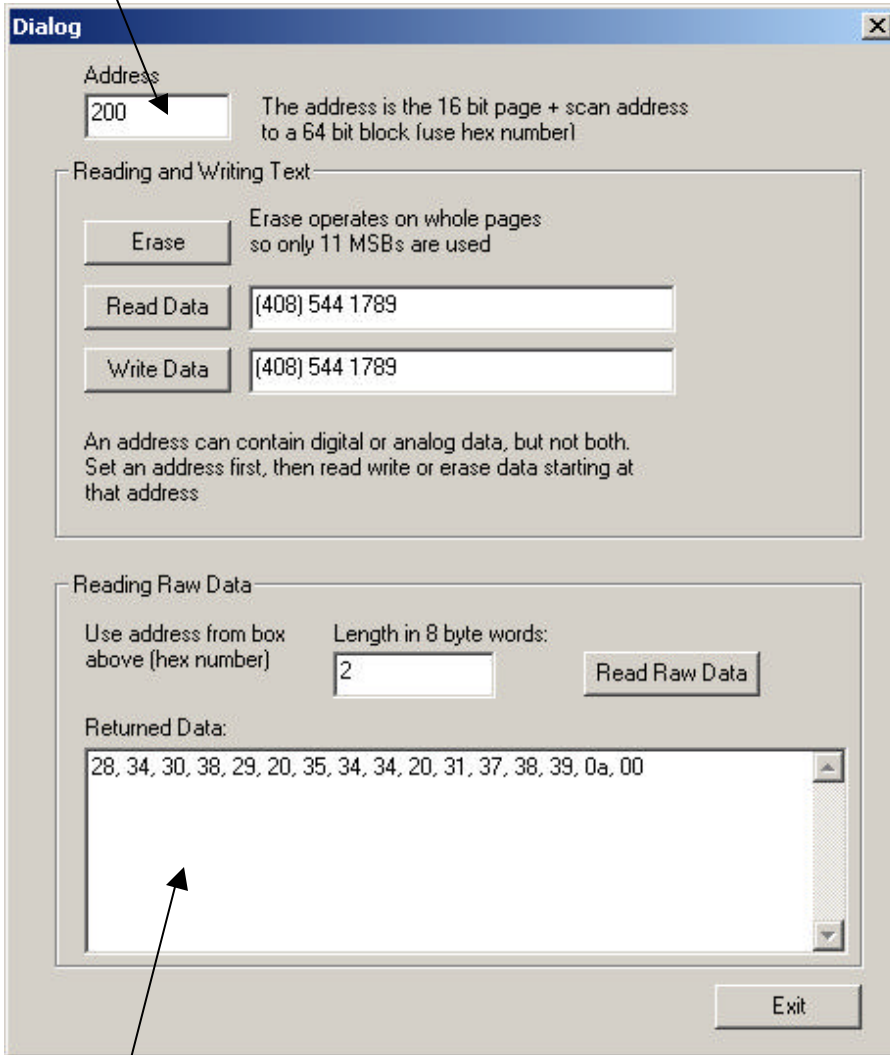 Dialog
Address
200
The address is the 16 bit page + scan address
to a 64 bit block (use hex number)
Reading and Writing Text
Erase
Erase operates on whole pages
so only 11 MSBs are used
Read Data
(408) 544 1789
Write Data
(408) 544 1789
An address can contain digital or analog data, but not both.
Set an address first, then read write or erase data starting at
that address
Reading Raw Data
Use address from box
above (hex number)
Length in 8 byte words:
2
Read Raw Data
Returned Data:
28, 34, 30, 38, 29, 20, 35, 34, 34, 20, 31, 37, 38, 39, 0a, 00
Exit